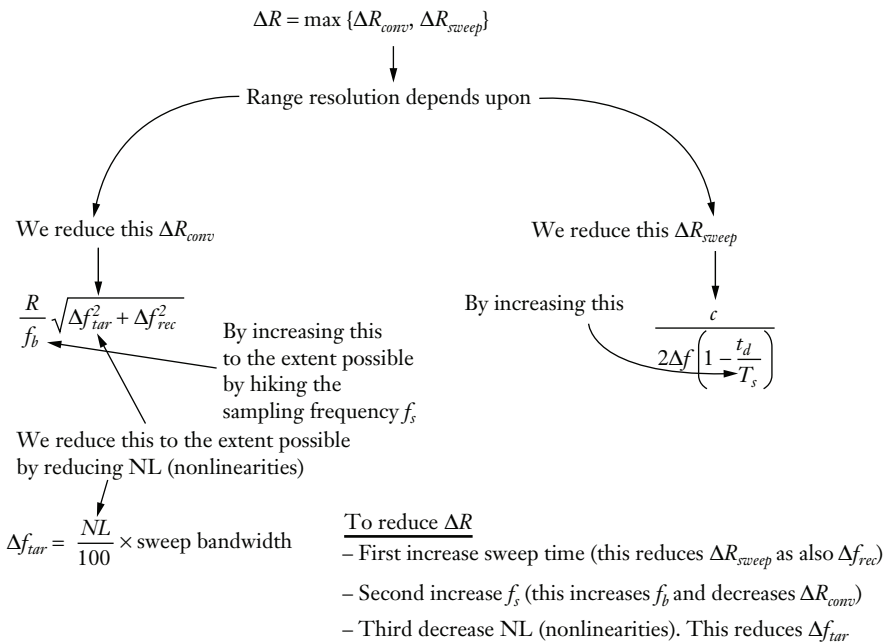 ΔR = max {ΔR_conv, ΔR_sweep}
Range resolution depends upon
We reduce this ΔR_conv
We reduce this ΔR_sweep
R/f_b √(Δf²_tar + Δf²_rec)
By increasing this
to the extent possible
by hiking the
sampling frequency f_s
By increasing this
c/(2Δf(1 − t_d/T_s))
We reduce this to the extent possible
by reducing NL (nonlinearities)
Δf_tar = NL/100 × sweep bandwidth
To reduce ΔR
– First increase sweep time (this reduces ΔR_sweep as also Δf_rec)
– Second increase f_s (this increases f_b and decreases ΔR_conv)
– Third decrease NL (nonlinearities). This reduces Δf_tar